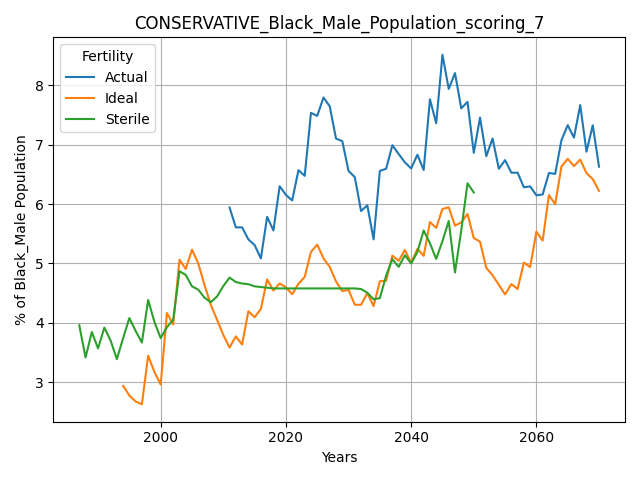 CONSERVATIVE_Black_Male_Population_scoring_7
Fertility
Actual
Ideal
Sterile
% of Black_Male Population
8
7
6
5
4
3
2000 2020 2040 2060
Years